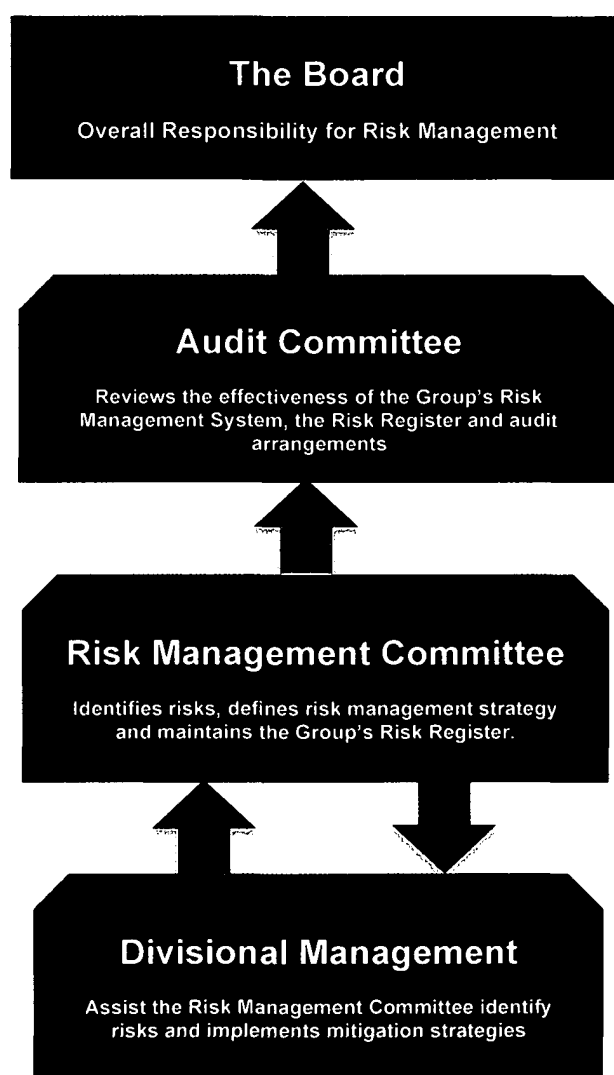 The Board
Overall Responsibility for Risk Management
Audit Committee
Reviews the effectiveness of the Group's Risk
Management System, the Risk Register and audit
arrangements
Risk Management Committee
Identifies risks, defines risk management strategy
and maintains the Group's Risk Register.
Divisional Management
Assist the Risk Management Committee identify
risks and implements mitigation strategies